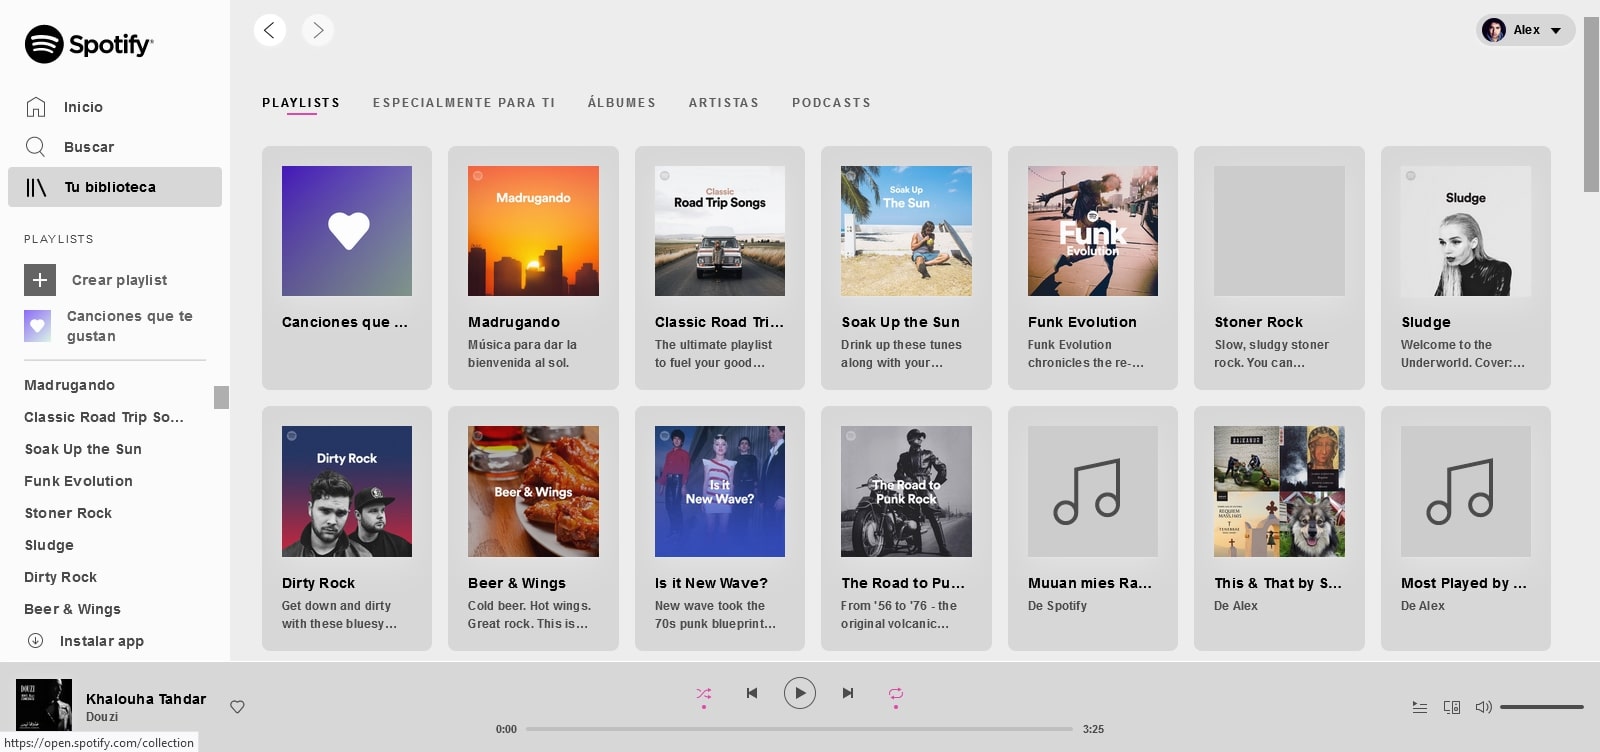 Spotify
Inicio
Buscar
Tu biblioteca
PLAYLISTS
Crear playlist
Canciones que te
gustan
Madrugando
Classic Road Trip So...
Soak Up the Sun
Funk Evolution
Stoner Rock
Sludge
Dirty Rock
Beer & Wings
Instalar app
Alex
PLAYLISTS
ESPECIALMENTE PARA TI
ÁLBUMES
ARTISTAS
PODCASTS
Canciones que ...
Madrugando
Madrugando
Música para dar la
bienvenida al sol.
Classic
Road Trip Songs
Classic Road Tri...
The ultimate playlist
to fuel your good...
Soak Up
The Sun
Soak Up the Sun
Drink up these tunes
along with your...
Funk
Evolution
Funk Evolution
Funk Evolution
chronicles the re-...
Stoner Rock
Slow, sludgy stoner
rock. You can...
Sludge
Sludge
Welcome to the
Underworld. Cover:...
Dirty Rock
Dirty Rock
Get down and dirty
with these bluesy...
Beer & Wings
Beer & Wings
Cold beer. Hot wings.
Great rock. This is...
Is it
New Wave?
Is it New Wave?
New wave took the
70s punk blueprint...
The Road to
Punk Rock
The Road to Pu...
From '56 to '76 - the
original volcanic...
Muuan mies Ra...
De Spotify
BALKANUR
REQUIEM
This & That by S...
De Alex
Most Played by ...
De Alex
DOUZI
Khalouha Tahdar
Douzi
0:00
3:25
https://open.spotify.com/collection